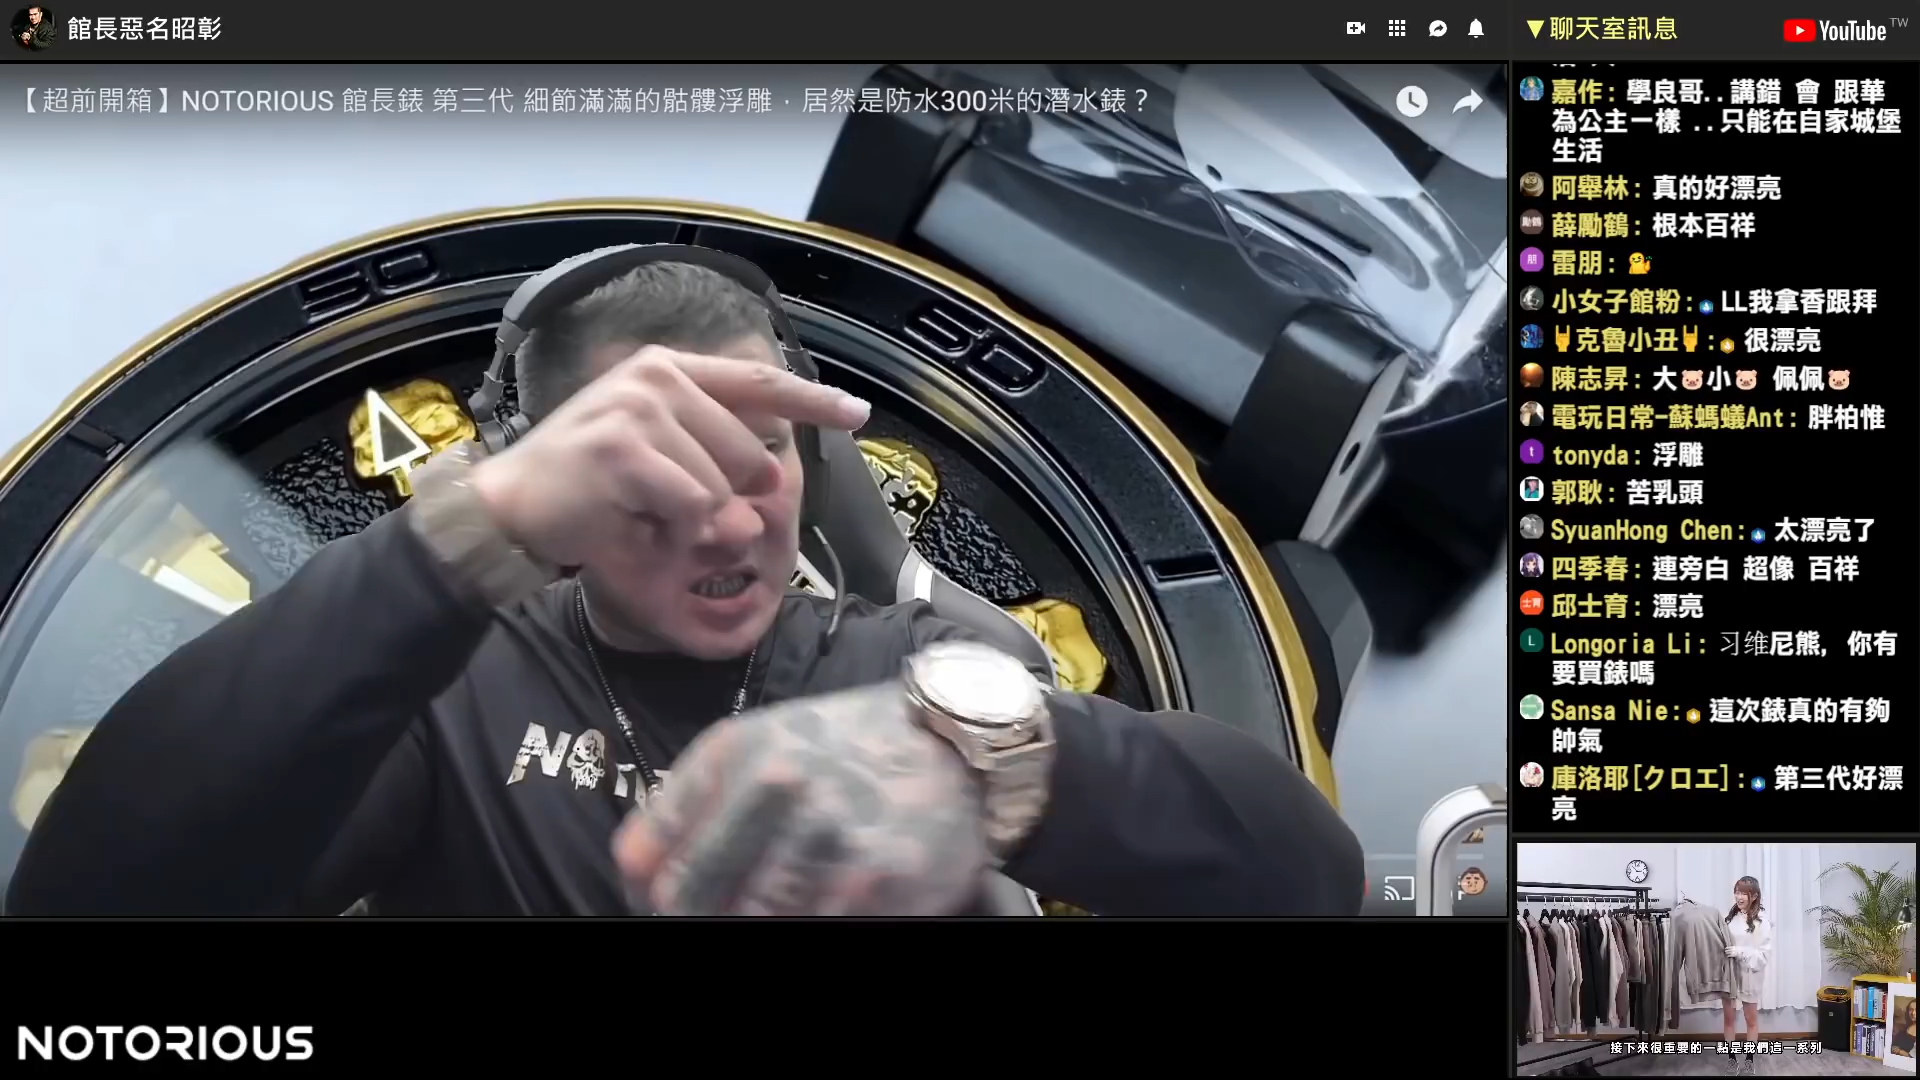 館長惡名昭彰
▼聊天室訊息
YouTube TW
【超前開箱】NOTORIOUS 館長錶 第三代 細節滿滿的骷髏浮雕，居然是防水300米的潛水錶？
50
50
嘉作: 學良哥..講錯 會 跟華
為公主一樣 ..只能在自家城堡
生活
阿舉林: 真的好漂亮
薛勵鶴: 根本百祥
雷朋:
小女子館粉: LL我拿香跟拜
🤘克魯小丑🤘: 很漂亮
陳志昇: 大🐷小🐷 佩佩🐷
電玩日常-蘇螞蟻Ant: 胖柏惟
tonyda: 浮雕
郭耿: 苦乳頭
SyuanHong Chen: 太漂亮了
四季春: 連旁白 超像 百祥
邱士育: 漂亮
Longoria Li: 习维尼熊, 你有
要買錶嗎
Sansa Nie: 這次錶真的有夠
帥氣
庫洛耶[クロエ]: 第三代好漂
亮
NOTORIOUS
接下來很重要的一點是我們這一系列